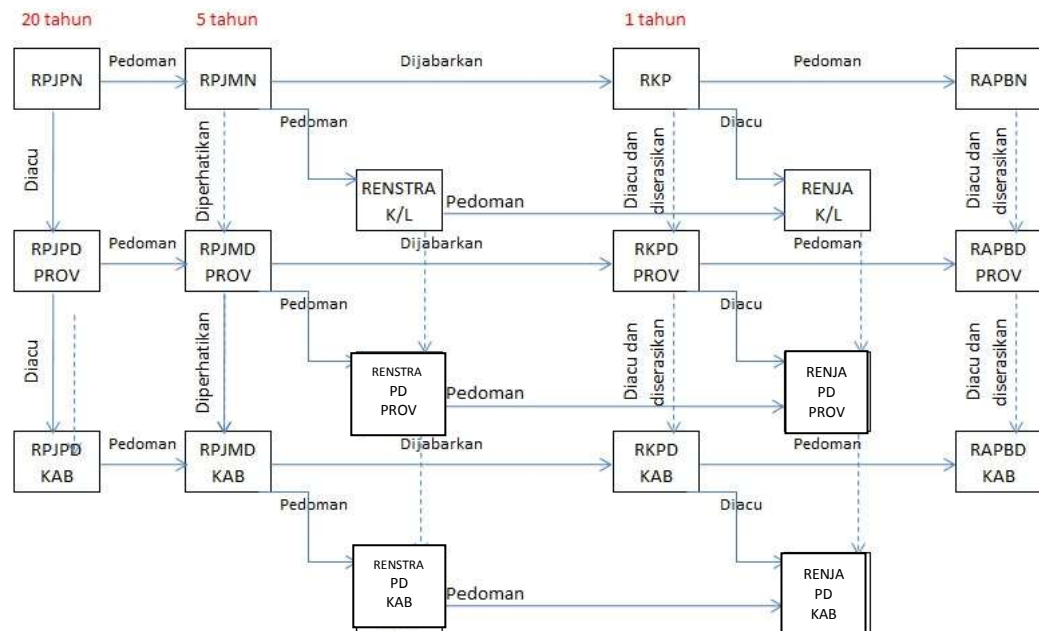 20 tahun
5 tahun
1 tahun
RPJPN
Pedoman
RPJMN
Dijabarkan
RKP
Pedoman
RAPBN
Diacu
Diperhatikan
Pedoman
RENSTRA
K/L
Pedoman
Diacu dan
diserasikan
Diacu
RENJA
K/L
Diacu dan
diserasikan
RPJPD
PROV
Pedoman
RPJMD
PROV
Dijabarkan
RKPD
PROV
Pedoman
RAPBD
PROV
Diacu
Diperhatikan
Pedoman
RENSTRA
PD
PROV
Pedoman
Diacu dan
diserasikan
Diacu
RENJA
PD
PROV
Diacu dan
diserasikan
RPJPD
KAB
Pedoman
RPJMD
KAB
Dijabarkan
RKPD
KAB
Pedoman
RAPBD
KAB
Pedoman
RENSTRA
PD
KAB
Pedoman
Diacu
RENJA
PD
KAB